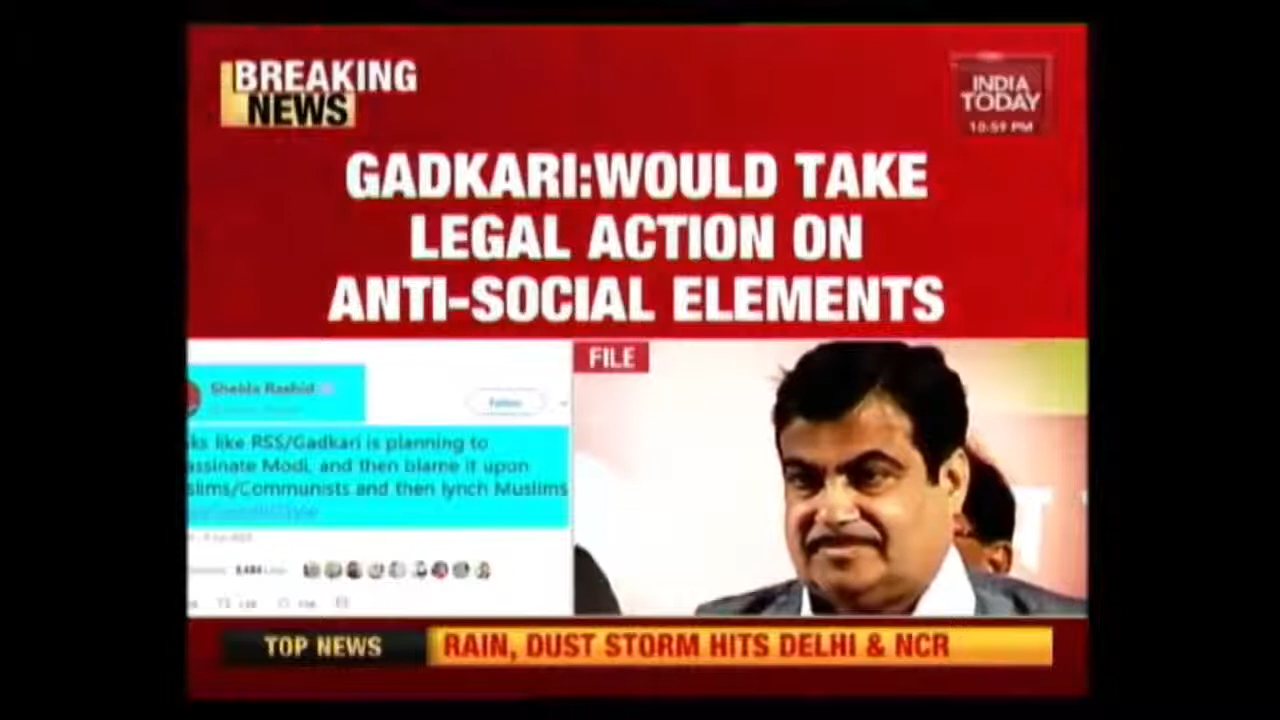 BREAKING
NEWS
INDIA
TODAY
10:59 PM
GADKARI:WOULD TAKE
LEGAL ACTION ON
ANTI-SOCIAL ELEMENTS
FILE
Shehla Rashid
Follow
ks like RSS/Gadkari is planning to
assinate Modi, and then blame it upon
slims/Communists and then lynch Muslims
TOP NEWS
RAIN, DUST STORM HITS DELHI & NCR